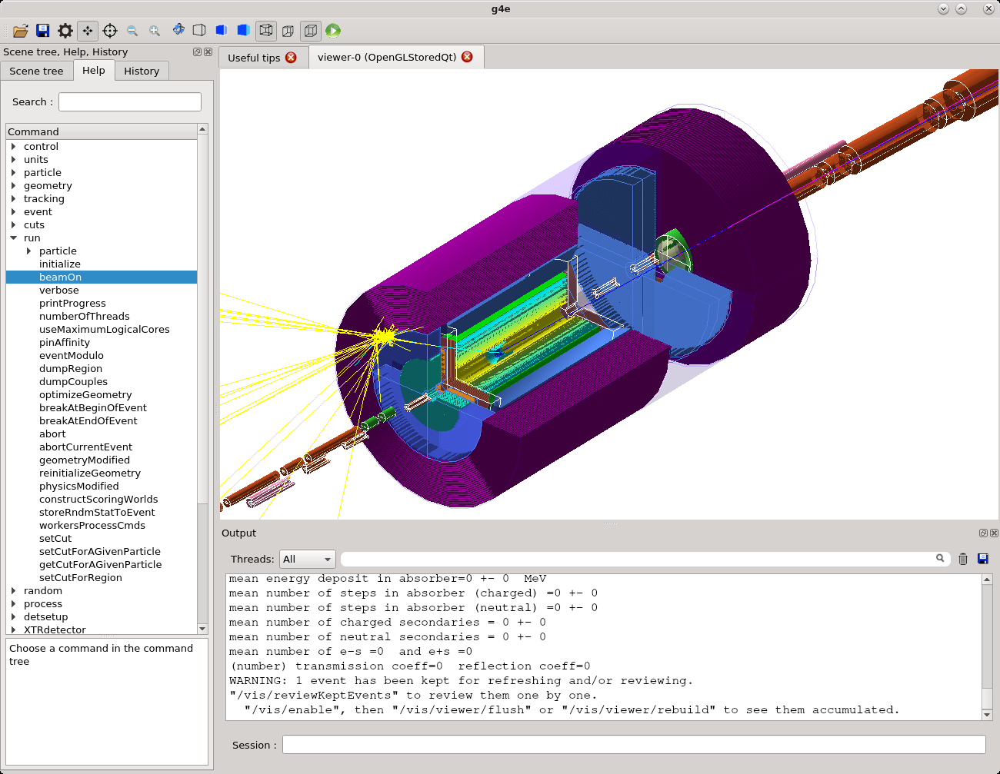 g4e
Scene tree, Help, History
Useful tips
viewer-0 (OpenGLStoredQt)
Scene tree
Help
History
Search :
Command
control
units
particle
geometry
tracking
event
cuts
run
particle
initialize
beamOn
verbose
printProgress
numberOfThreads
useMaximumLogicalCores
pinAffinity
eventModulo
dumpRegion
dumpCouples
optimizeGeometry
breakAtBeginOfEvent
breakAtEndOfEvent
abort
abortCurrentEvent
geometryModified
reinitializeGeometry
physicsModified
constructScoringWorlds
storeRndmStatToEvent
workersProcessCmds
setCut
setCutForAGivenParticle
getCutForAGivenParticle
setCutForRegion
random
process
detsetup
XTRdetector
Choose a command in the command
tree
Output
Threads: All
mean energy deposit in absorber=0 +- 0  MeV
mean number of steps in absorber (charged) =0 +- 0
mean number of steps in absorber (neutral) =0 +- 0
mean number of charged secondaries = 0 +- 0
mean number of neutral secondaries = 0 +- 0
mean number of e-s =0  and e+s =0
(number) transmission coeff=0  reflection coeff=0
WARNING: 1 event has been kept for refreshing and/or reviewing.
"/vis/reviewKeptEvents" to review them one by one.
"/vis/enable", then "/vis/viewer/flush" or "/vis/viewer/rebuild" to see them accumulated.
Session :